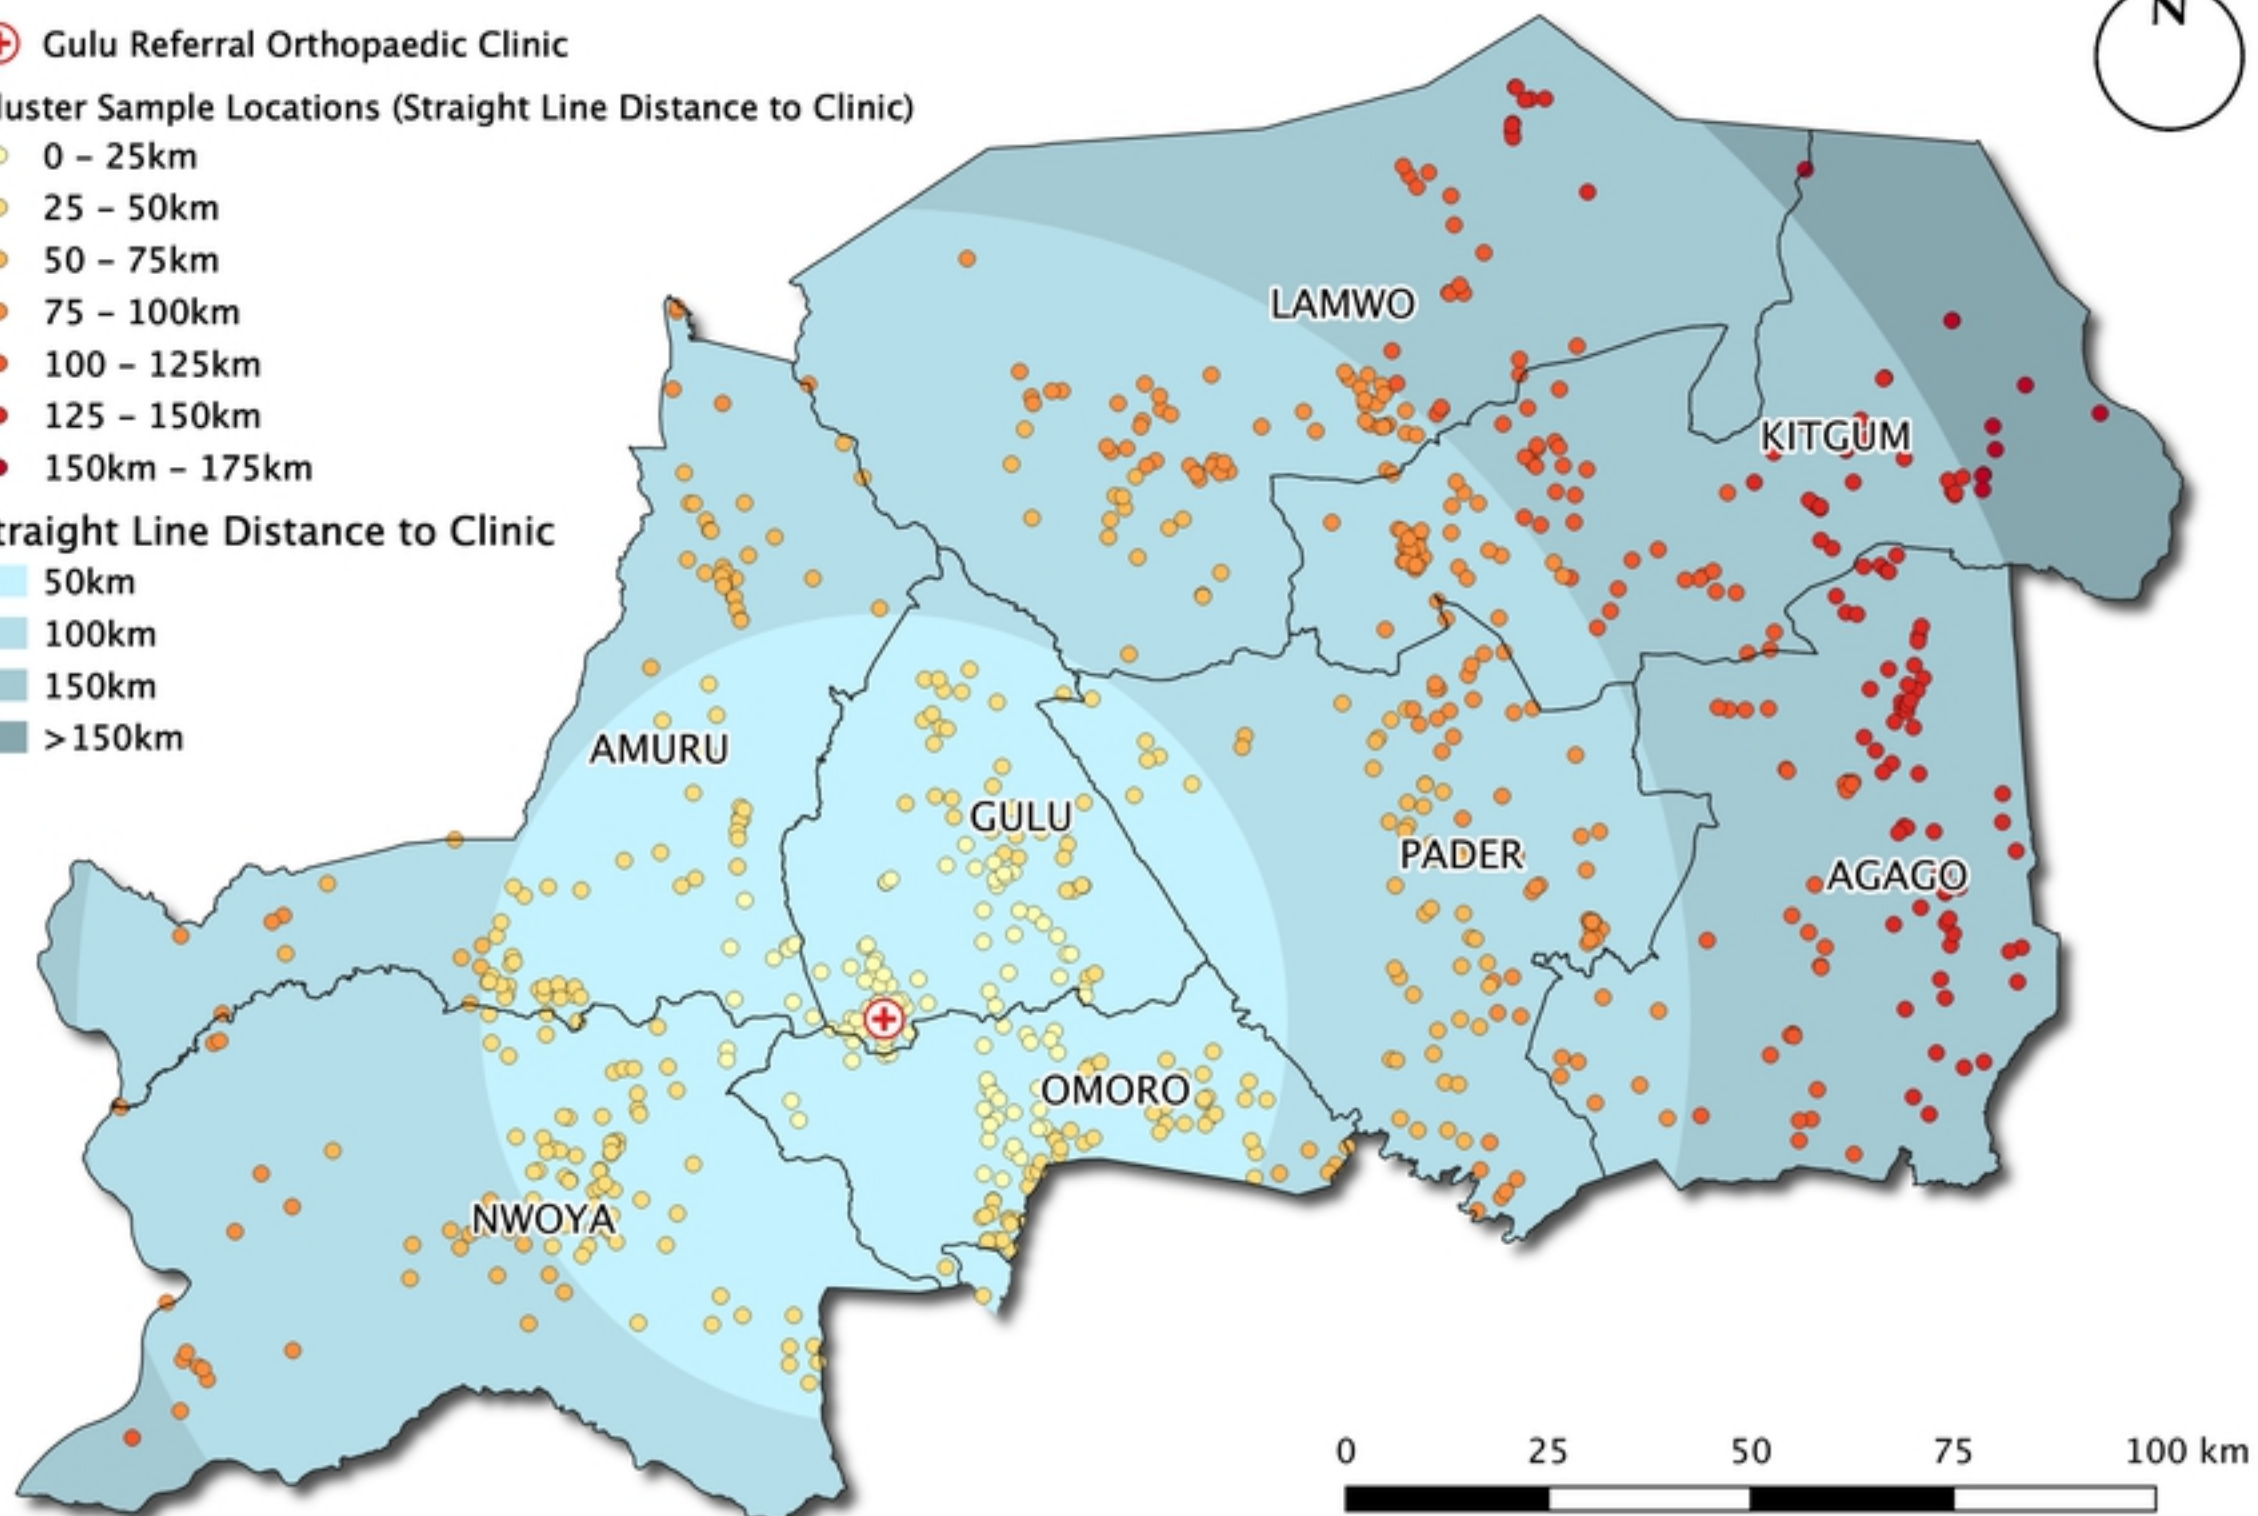 N
Gulu Referral Orthopaedic Clinic
luster Sample Locations (Straight Line Distance to Clinic)
0 – 25km
25 – 50km
50 – 75km
75 – 100km
100 – 125km
125 – 150km
150km – 175km
traight Line Distance to Clinic
50km
100km
150km
>150km
LAMWO
KITGUM
AMURU
GULU
PADER
AGAGO
OMORO
NWOYA
0 25 50 75 100 km